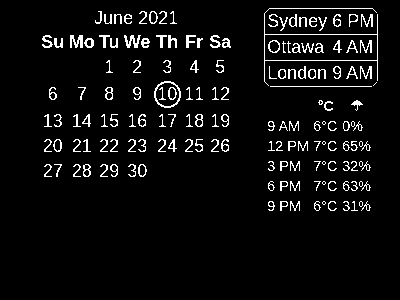 June 2021
Su Mo Tu We Th Fr Sa
1 2 3 4 5
6 7 8 9 10 11 12
13 14 15 16 17 18 19
20 21 22 23 24 25 26
27 28 29 30
Sydney 6 PM
Ottawa 4 AM
London 9 AM
°C ☂
9 AM 6°C 0%
12 PM 7°C 65%
3 PM 7°C 32%
6 PM 7°C 63%
9 PM 6°C 31%